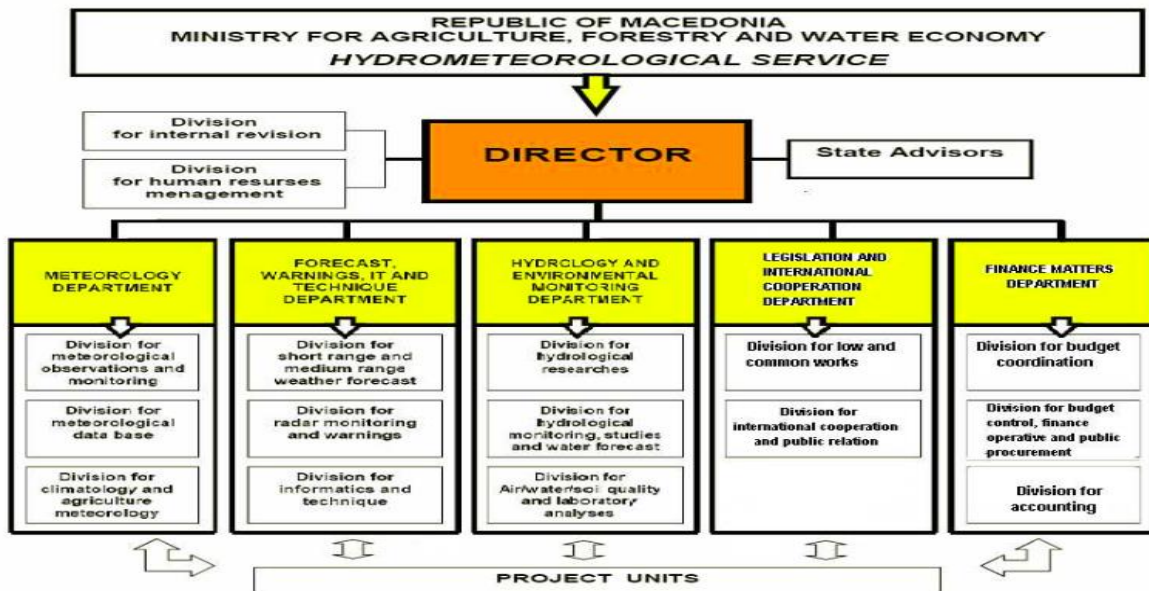 REPUBLIC OF MACEDONIA
MINISTRY FOR AGRICULTURE, FORESTRY AND WATER ECONOMY
HYDROMETEOROLOGICAL SERVICE
Division
for internal revision
Division
for human resurses
menagement
DIRECTOR
State Advisors
METEOROLOGY
DEPARTMENT
Division for
meteorological
observations and
monitoring
Division for
meteorological
data base
Division for
climatology and
agriculture
meteorology
FORECAST,
WARNINGS, IT AND
TECHNIQUE
DEPARTMENT
Division for
short range and
medium range
weather forecast
Division for
radar monitoring
and warnings
Division for
informatics and
technique
HYDROLOGY AND
ENVIRONMENTAL
MONITORING
DEPARTMENT
Division for
hydrological
researches
Division for
hydrological
monitoring, studies
and water forecast
Division for
Air/water/soil quality
and laboratory
analyses
LEGISLATION AND
INTERNATIONAL
COOPERATION
DEPARTMENT
Division for low and
common works
Division for
international cooperation
and public relation
FINANCE MATTERS
DEPARTMENT
Division for budget
coordination
Division for budget
control, finance
operative and public
procurement
Division for
accounting
PROJECT UNITS